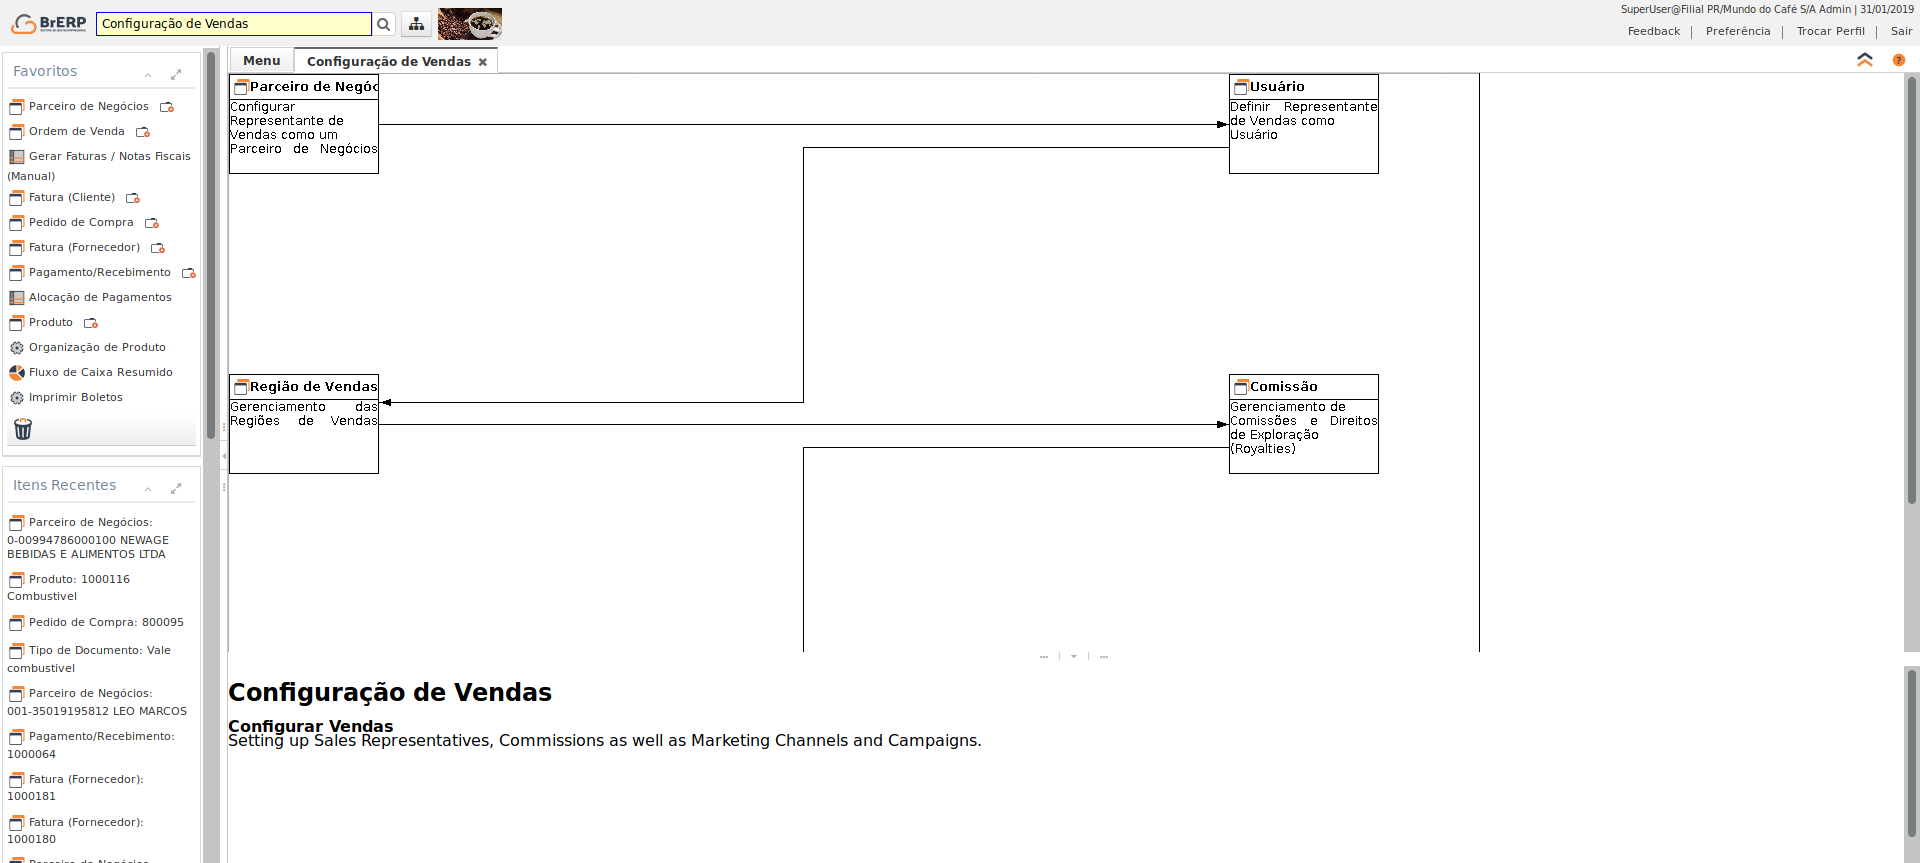 BrERP
Configuração de Vendas
SuperUser@Filial PR/Mundo do Café S/A Admin | 31/01/2019
Feedback | Preferência | Trocar Perfil | Sair
Favoritos
Parceiro de Negócios
Ordem de Venda
Gerar Faturas / Notas Fiscais
(Manual)
Fatura (Cliente)
Pedido de Compra
Fatura (Fornecedor)
Pagamento/Recebimento
Alocação de Pagamentos
Produto
Organização de Produto
Fluxo de Caixa Resumido
Imprimir Boletos
Itens Recentes
Parceiro de Negócios:
0-00994786000100 NEWAGE
BEBIDAS E ALIMENTOS LTDA
Produto: 1000116
Combustivel
Pedido de Compra: 800095
Tipo de Documento: Vale
combustivel
Parceiro de Negócios:
001-35019195812 LEO MARCOS
Pagamento/Recebimento:
1000064
Fatura (Fornecedor):
1000181
Fatura (Fornecedor):
1000180
Menu
Configuração de Vendas
Parceiro de Negóc
Configurar
Representante de
Vendas como um
Parceiro de Negócios
Usuário
Definir Representante
de Vendas como
Usuário
Região de Vendas
Gerenciamento das
Regiões de Vendas
Comissão
Gerenciamento de
Comissões e Direitos
de Exploração
(Royalties)
Configuração de Vendas
Configurar Vendas
Setting up Sales Representatives, Commissions as well as Marketing Channels and Campaigns.